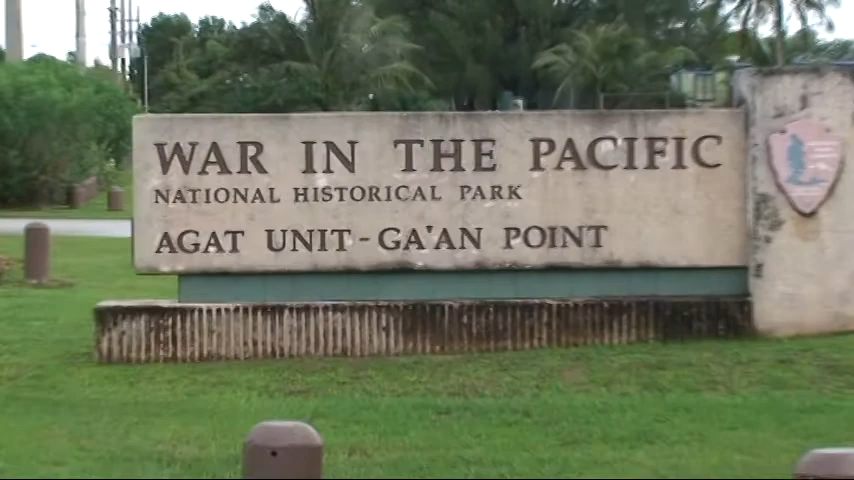 WAR IN THE PACIFIC
NATIONAL HISTORICAL PARK
AGAT UNIT - GA'AN POINT